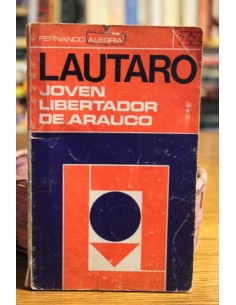 FERNANDO ALEGRIA
LAUTARO
JOVEN
LIBERTADOR
DE ARAUCO